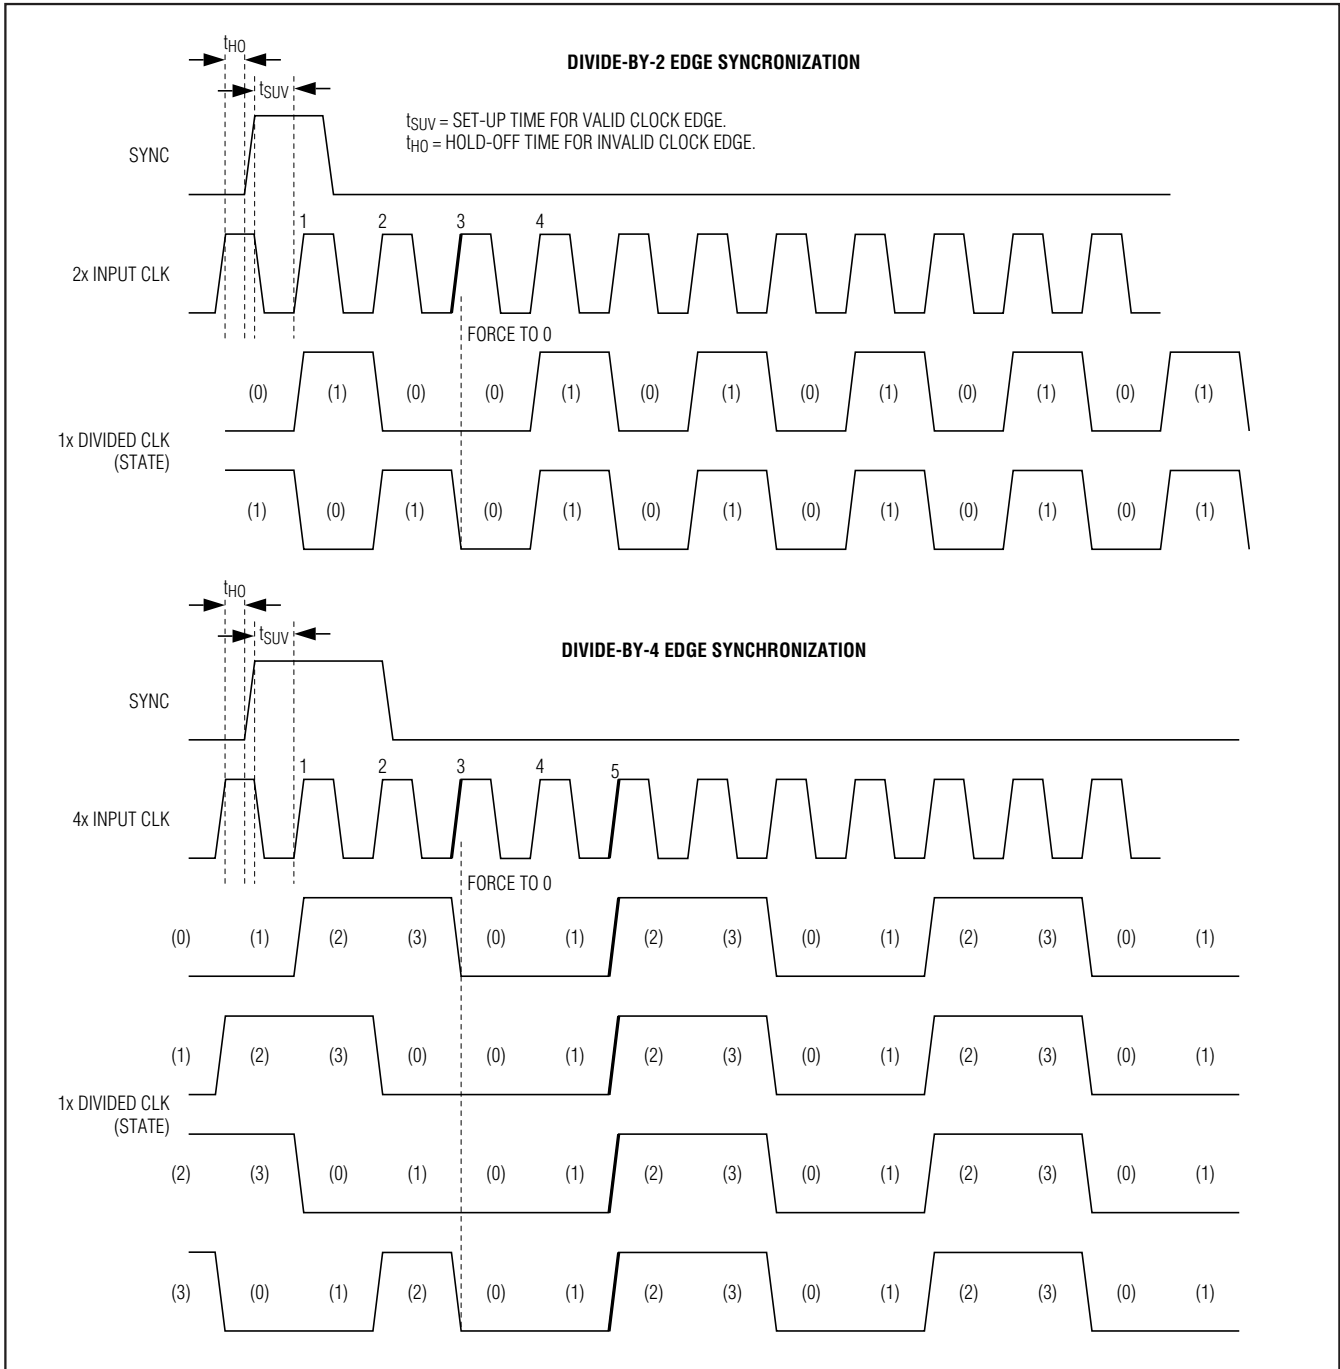 tHO
DIVIDE-BY-2 EDGE SYNCRONIZATION
tSUV
tSUV = SET-UP TIME FOR VALID CLOCK EDGE.
tHO = HOLD-OFF TIME FOR INVALID CLOCK EDGE.
SYNC
1 2 3 4
2x INPUT CLK
FORCE TO 0
(0) (1) (0) (0) (1) (0) (1) (0) (1) (0) (1) (0) (1)
1x DIVIDED CLK
(STATE)
(1) (0) (1) (0) (1) (0) (1) (0) (1) (0) (1) (0) (1)
tHO
tSUV
DIVIDE-BY-4 EDGE SYNCHRONIZATION
SYNC
1 2 3 4 5
4x INPUT CLK
FORCE TO 0
(0) (1) (2) (3) (0) (1) (2) (3) (0) (1) (2) (3) (0) (1)
(1) (2) (3) (0) (0) (1) (2) (3) (0) (1) (2) (3) (0) (1)
1x DIVIDED CLK
(STATE)
(2) (3) (0) (1) (0) (1) (2) (3) (0) (1) (2) (3) (0) (1)
(3) (0) (1) (2) (0) (1) (2) (3) (0) (1) (2) (3) (0) (1)